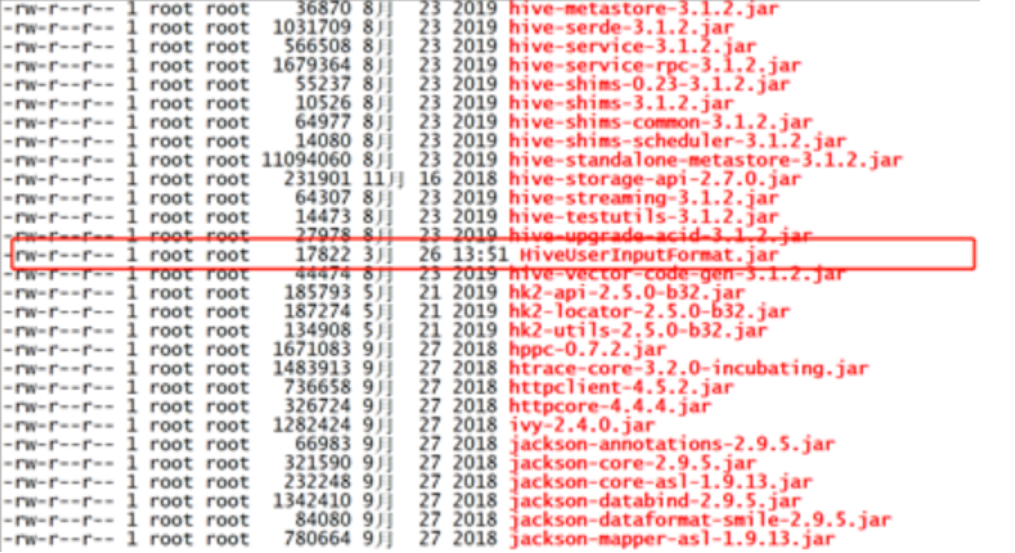 -rw-r--r-- 1 root root 36870 8月 23 2019 hive-metastore-3.1.2.jar
-rw-r--r-- 1 root root 1031709 8月 23 2019 hive-serde-3.1.2.jar
-rw-r--r-- 1 root root 566508 8月 23 2019 hive-service-3.1.2.jar
-rw-r--r-- 1 root root 1679364 8月 23 2019 hive-service-rpc-3.1.2.jar
-rw-r--r-- 1 root root 55237 8月 23 2019 hive-shims-0.23-3.1.2.jar
-rw-r--r-- 1 root root 10526 8月 23 2019 hive-shims-3.1.2.jar
-rw-r--r-- 1 root root 64977 8月 23 2019 hive-shims-common-3.1.2.jar
-rw-r--r-- 1 root root 14080 8月 23 2019 hive-shims-scheduler-3.1.2.jar
-rw-r--r-- 1 root root 11094060 8月 23 2019 hive-standalone-metastore-3.1.2.jar
-rw-r--r-- 1 root root 231901 11月 16 2018 hive-storage-api-2.7.0.jar
-rw-r--r-- 1 root root 64307 8月 23 2019 hive-streaming-3.1.2.jar
-rw-r--r-- 1 root root 14473 8月 23 2019 hive-testutils-3.1.2.jar
-rw-r--r-- 1 root root 27978 8月 23 2019 hive-upgrade-acid-3.1.2.jar
-rw-r--r-- 1 root root 17822 3月 26 13:51 HiveUserInputFormat.jar
-rw-r--r-- 1 root root 44474 8月 23 2019 hive-vector-code-gen-3.1.2.jar
-rw-r--r-- 1 root root 185793 5月 21 2019 hk2-api-2.5.0-b32.jar
-rw-r--r-- 1 root root 187274 5月 21 2019 hk2-locator-2.5.0-b32.jar
-rw-r--r-- 1 root root 134908 5月 21 2019 hk2-utils-2.5.0-b32.jar
-rw-r--r-- 1 root root 1671083 9月 27 2018 hppc-0.7.2.jar
-rw-r--r-- 1 root root 1483913 9月 27 2018 htrace-core-3.2.0-incubating.jar
-rw-r--r-- 1 root root 736658 9月 27 2018 httpclient-4.5.2.jar
-rw-r--r-- 1 root root 326724 9月 27 2018 httpcore-4.4.4.jar
-rw-r--r-- 1 root root 1282424 9月 27 2018 ivy-2.4.0.jar
-rw-r--r-- 1 root root 66983 9月 27 2018 jackson-annotations-2.9.5.jar
-rw-r--r-- 1 root root 321590 9月 27 2018 jackson-core-2.9.5.jar
-rw-r--r-- 1 root root 232248 9月 27 2018 jackson-core-asl-1.9.13.jar
-rw-r--r-- 1 root root 1342410 9月 27 2018 jackson-databind-2.9.5.jar
-rw-r--r-- 1 root root 84080 9月 27 2018 jackson-dataformat-smile-2.9.5.jar
-rw-r--r-- 1 root root 780664 9月 27 2018 jackson-mapper-asl-1.9.13.jar